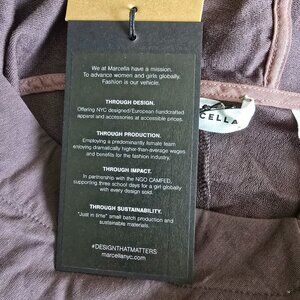 We at Marcella have a mission.
To advance women and girls globally.
Fashion is our vehicle.
THROUGH DESIGN.
Offering NYC designed/European handcrafted
apparel and accessories at accessible prices.
THROUGH PRODUCTION.
Employing a predominantly female team
enjoying dramatically higher-than-average wages
and benefits for the fashion industry.
THROUGH IMPACT.
In partnership with the NGO CAMFED,
supporting three school days for a girl globally
with every design sold.
THROUGH SUSTAINABILITY.
"Just in time" small batch production and
sustainable materials.
#DESIGNTHATMATTERS
marcellanyc.com
CELLA